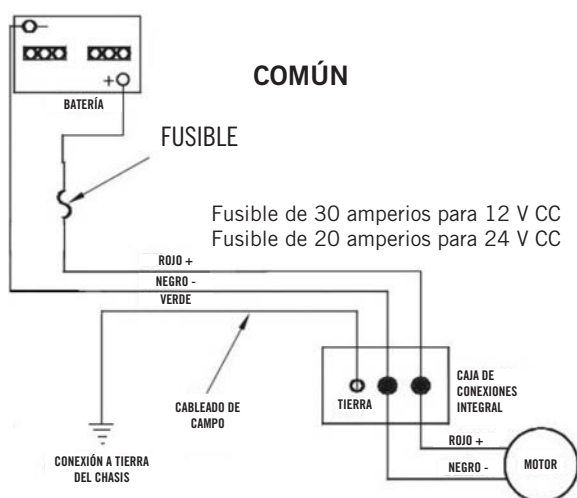 +
BATERÍA
COMÚN
FUSIBLE
Fusible de 30 amperios para 12 V CC
Fusible de 20 amperios para 24 V CC
ROJO +
NEGRO -
VERDE
TIERRA
CAJA DE
CONEXIONES
INTEGRAL
CABLEADO DE
CAMPO
CONEXIÓN A TIERRA
DEL CHASIS
ROJO +
NEGRO -
MOTOR